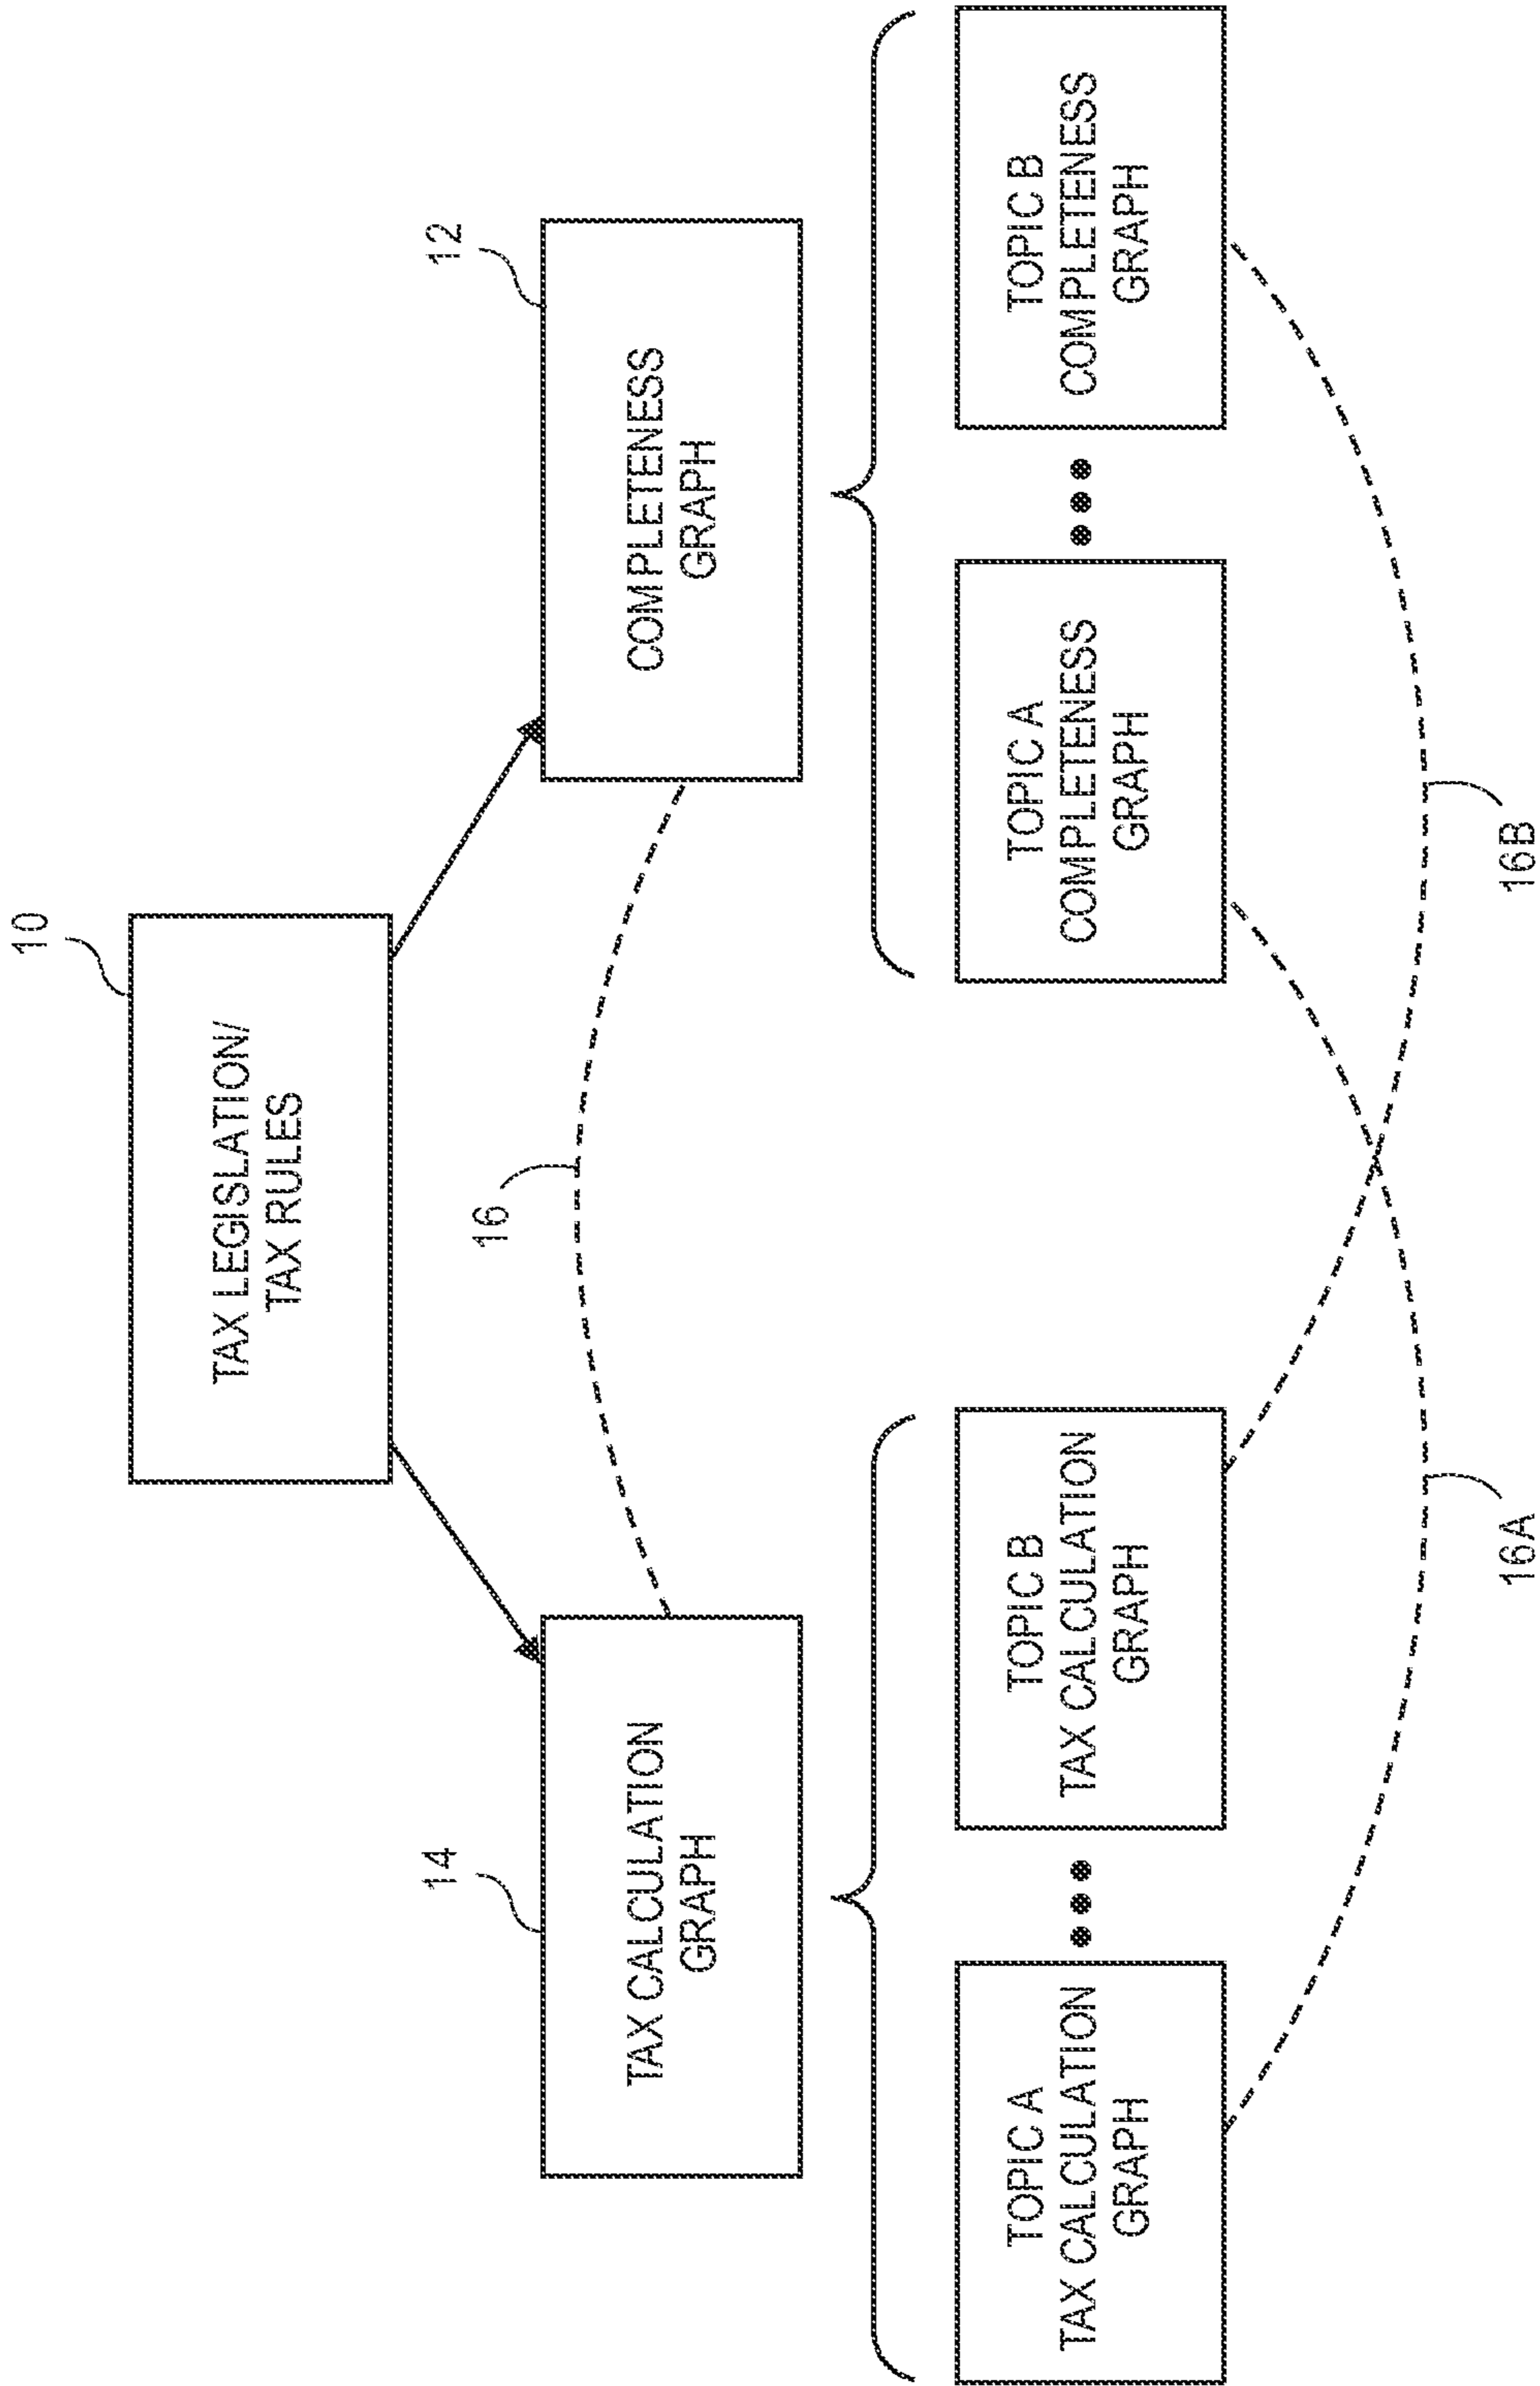 10
TAX LEGISLATION/
TAX RULES
14
TAX CALCULATION
GRAPH
16
12
COMPLETENESS
GRAPH
TOPIC A
TAX CALCULATION
GRAPH
TOPIC B
TAX CALCULATION
GRAPH
TOPIC A
COMPLETENESS
GRAPH
TOPIC B
COMPLETENESS
GRAPH
16A
16B